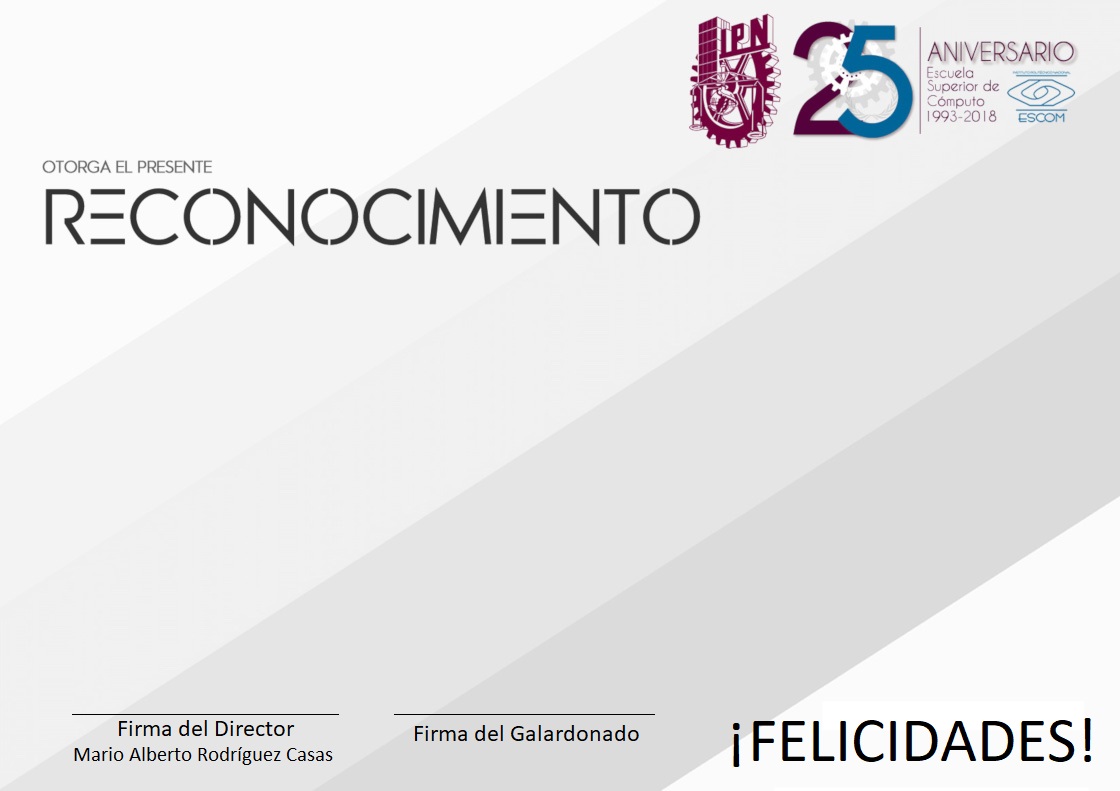 IPN
25
ANIVERSARIO
Escuela
Superior de
Cómputo
1993-2018
INSTITUTO POLITÉCNICO NACIONAL
ESCOM
OTORGA EL PRESENTE
RECONOCIMIENTO
Firma del Director
Mario Alberto Rodríguez Casas
Firma del Galardonado
¡FELICIDADES!